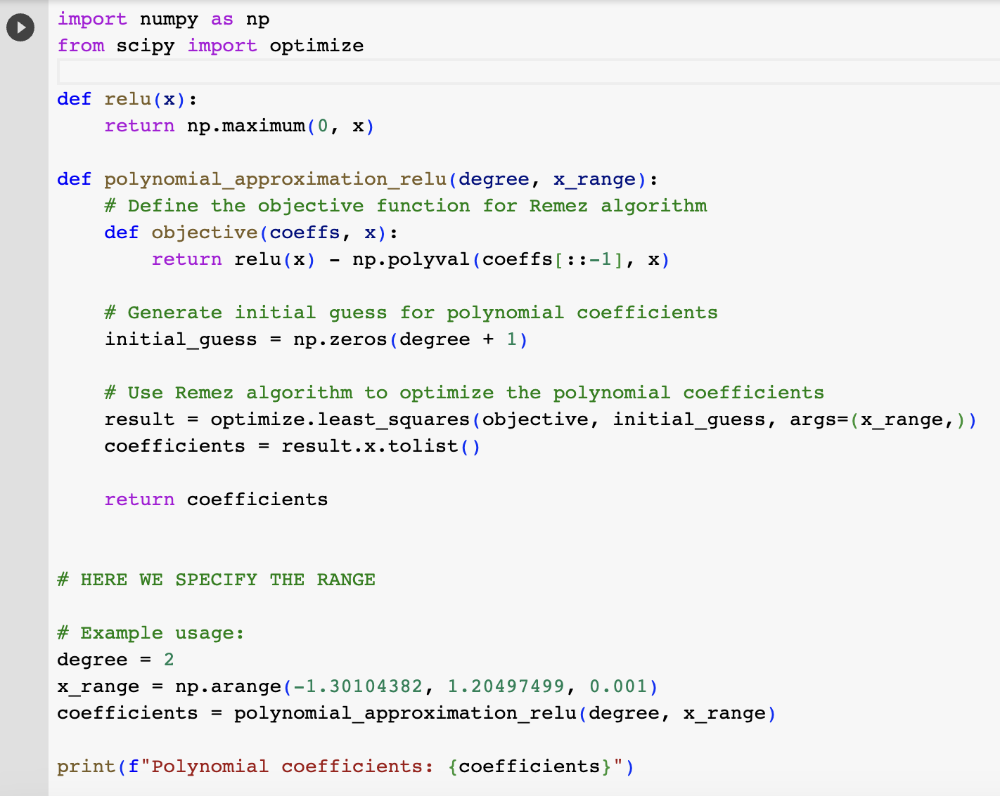 import numpy as np
from scipy import optimize
def relu(x):
    return np.maximum(0, x)
def polynomial_approximation_relu(degree, x_range):
    # Define the objective function for Remez algorithm
    def objective(coeffs, x):
        return relu(x) - np.polyval(coeffs[::-1], x)
    # Generate initial guess for polynomial coefficients
    initial_guess = np.zeros(degree + 1)
    # Use Remez algorithm to optimize the polynomial coefficients
    result = optimize.least_squares(objective, initial_guess, args=(x_range,))
    coefficients = result.x.tolist()
    return coefficients
# HERE WE SPECIFY THE RANGE
# Example usage:
degree = 2
x_range = np.arange(-1.30104382, 1.20497499, 0.001)
coefficients = polynomial_approximation_relu(degree, x_range)
print(f"Polynomial coefficients: {coefficients}")